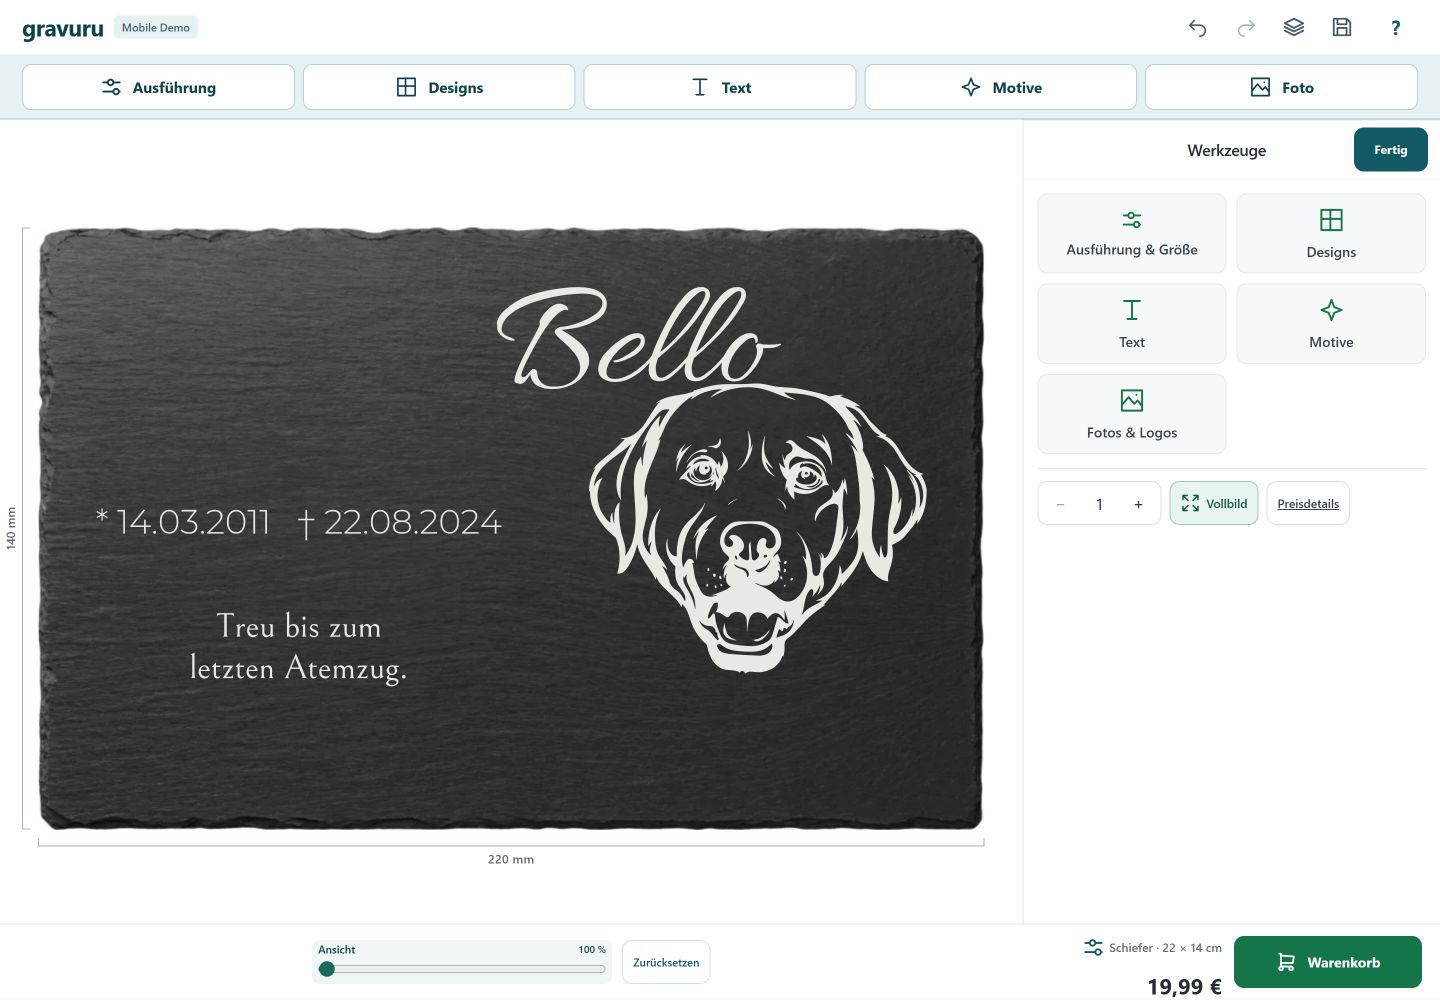 gravuru
Mobile Demo
?
Ausführung
Designs
Text
Motive
Foto
Werkzeuge
Fertig
Ausführung & Größe
Designs
Text
Motive
Fotos & Logos
− 1 +
Vollbild
Preisdetails
Bello
* 14.03.2011 † 22.08.2024
Treu bis zum
letzten Atemzug.
140 mm
220 mm
Ansicht 100 %
Zurücksetzen
Schiefer · 22 × 14 cm
19,99 €
Warenkorb